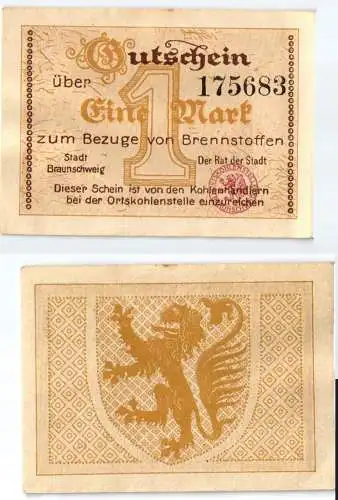 Gutschein
über 1 175683
Eine Mark
zum Bezuge von Brennstoffen
Stadt Braunschweig
Der Rat der Stadt
Dieser Schein ist von den Kohlenhändlern
bei der Ortskohlenstelle einzureichen